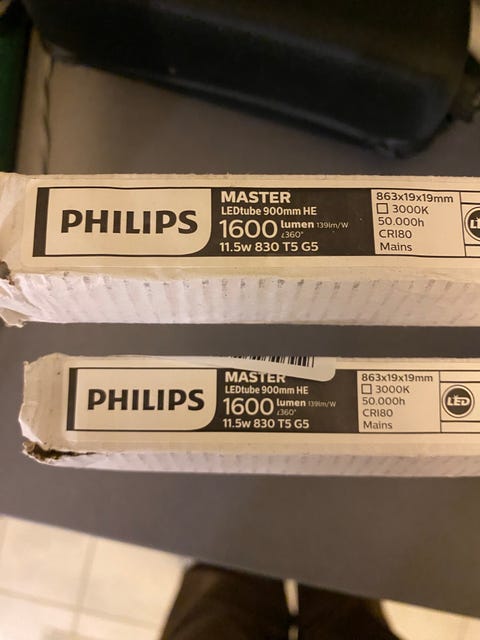 PHILIPS
MASTER
LEDtube 900mm HE
1600 lumen 139lm/W
∠360°
11.5w 830 T5 G5
863x19x19mm
3000K
50.000h
CRI80
Mains
PHILIPS
MASTER
LEDtube 900mm HE
1600 lumen 139lm/W
∠360°
11.5w 830 T5 G5
863x19x19mm
3000K
50.000h
CRI80
Mains
LED